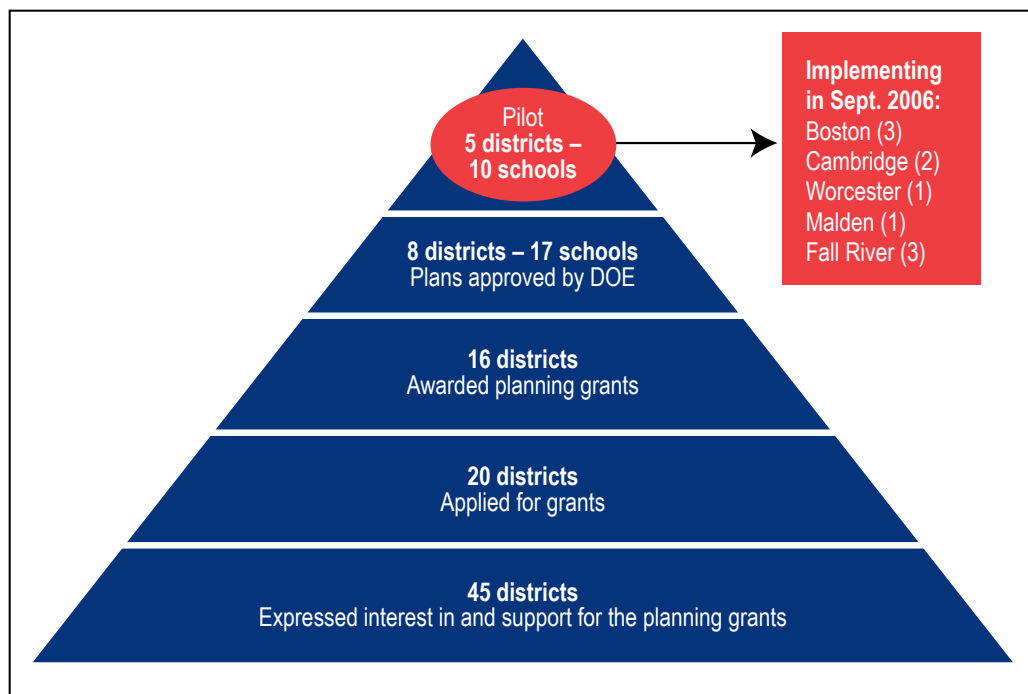 Pilot
5 districts –
10 schools
Implementing
in Sept. 2006:
Boston (3)
Cambridge (2)
Worcester (1)
Malden (1)
Fall River (3)
8 districts – 17 schools
Plans approved by DOE
16 districts
Awarded planning grants
20 districts
Applied for grants
45 districts
Expressed interest in and support for the planning grants